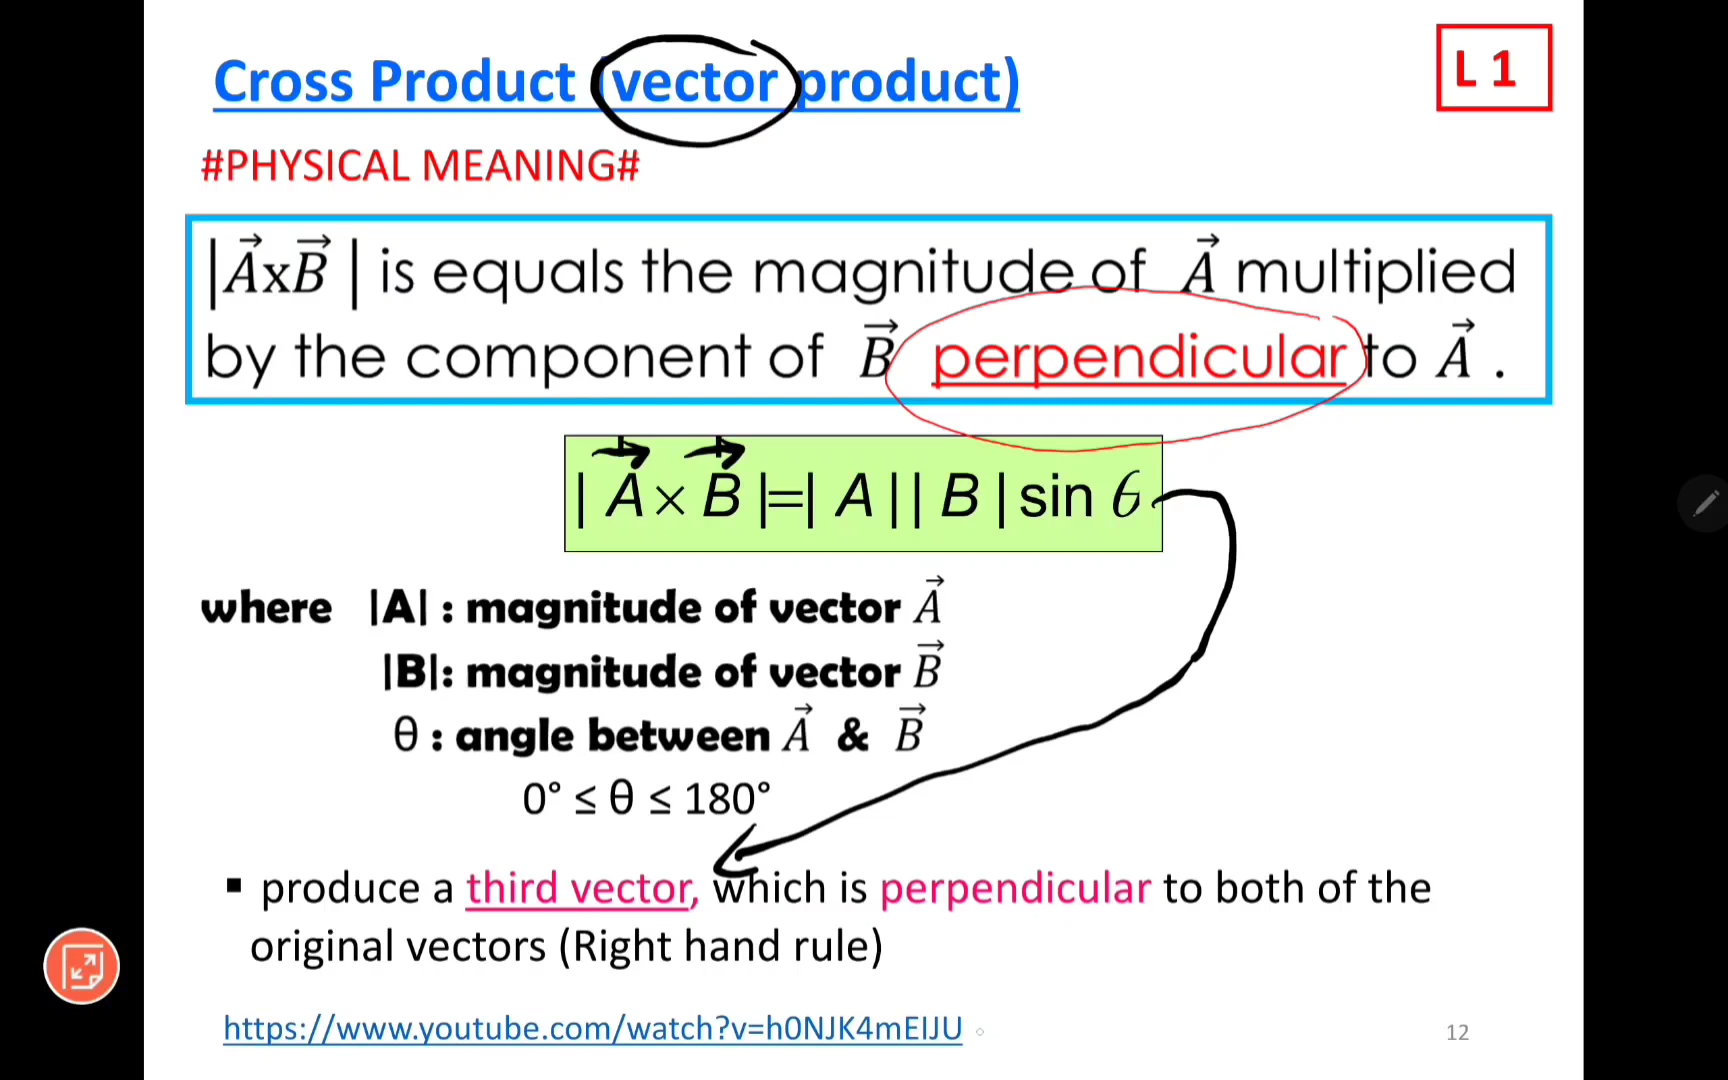 Cross Product (vector product)
L 1
#PHYSICAL MEANING#
|A⃗xB⃗ | is equals the magnitude of A⃗ multiplied
by the component of B⃗ perpendicular to A⃗ .
| A⃗ × B⃗ |=| A || B | sin θ
where |A| : magnitude of vector A⃗
|B|: magnitude of vector B⃗
θ : angle between A⃗ & B⃗
0° ≤ θ ≤ 180°
▪ produce a third vector, which is perpendicular to both of the
original vectors (Right hand rule)
https://www.youtube.com/watch?v=h0NJK4mEIJU
12